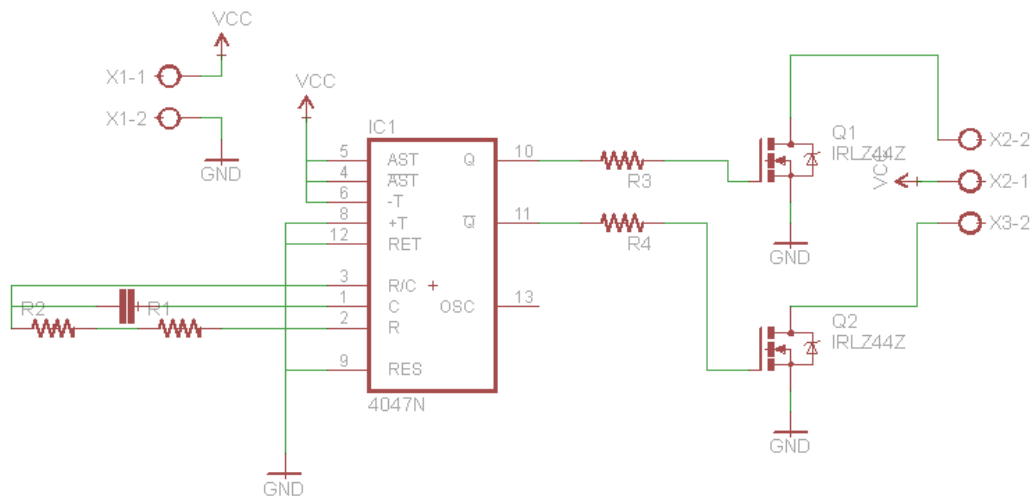 VCC
X1-1
X1-2
GND
VCC
IC1
5 AST Q 10
4 AST
6 -T
8 +T Q 11
12 RET
3 R/C +
1 C OSC 13
2 R
9 RES
4047N
R2 R1
GND
R3
R4
Q1
IRLZ44Z
GND
Q2
IRLZ44Z
GND
X2-2
VCC X2-1
X3-2